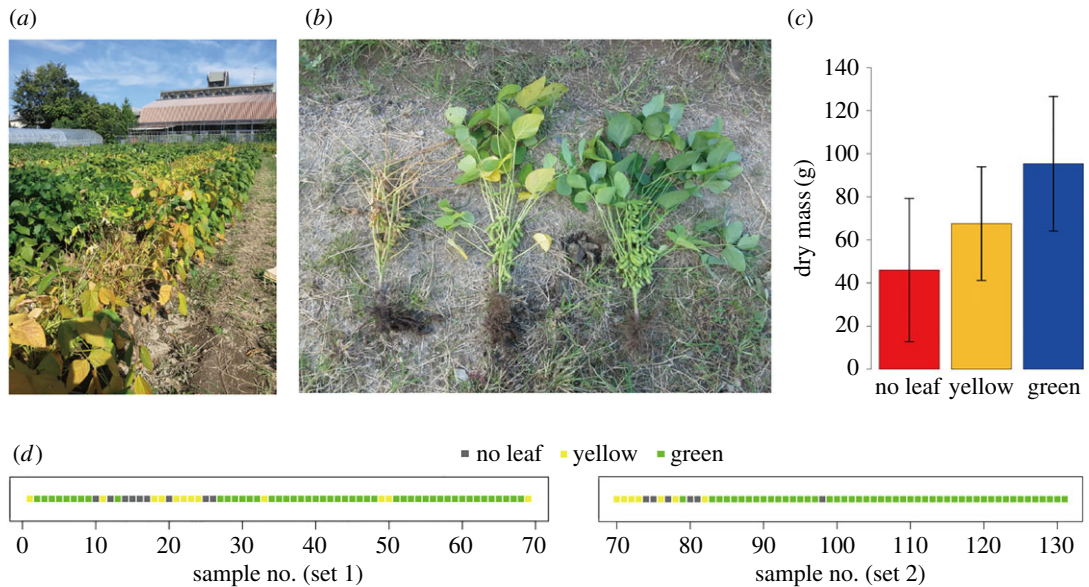 (a)
(b)
(c)
140
120
100
80
60
40
20
0
dry mass (g)
no leaf yellow green
(d)
no leaf yellow green
0 10 20 30 40 50 60 70
sample no. (set 1)
70 80 90 100 110 120 130
sample no. (set 2)